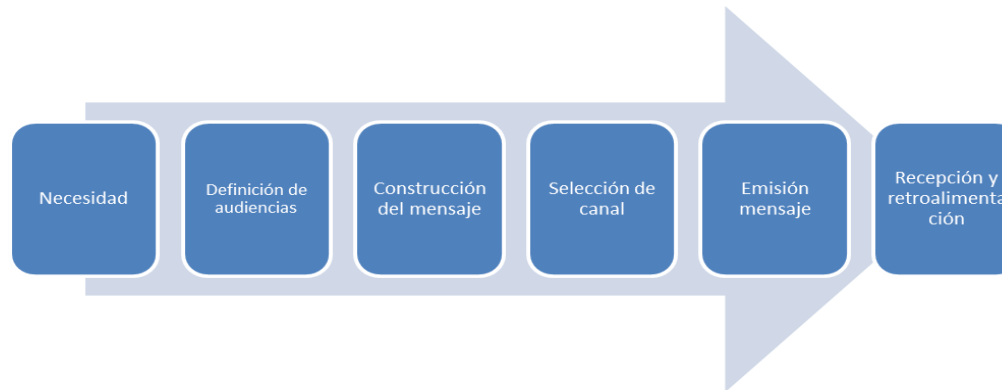 Necesidad
Definición de
audiencias
Construcción
del mensaje
Selección de
canal
Emisión
mensaje
Recepción y
retroalimenta
ción